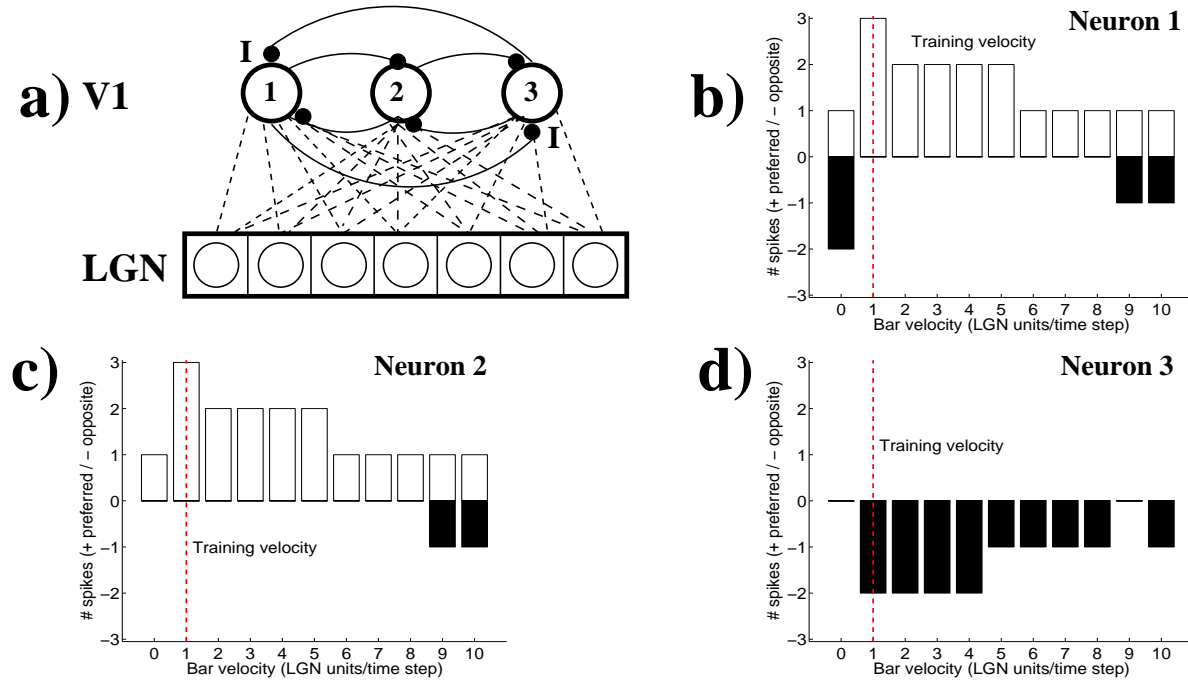 a)
V1
I
1
2
3
I
LGN
b)
Neuron 1
# spikes (+ preferred / - opposite)
3
2
1
0
−1
−2
−3
Training velocity
0 1 2 3 4 5 6 7 8 9 10
Bar velocity (LGN units/time step)
c)
Neuron 2
# spikes (+ preferred / - opposite)
3
2
1
0
−1
−2
−3
Training velocity
0 1 2 3 4 5 6 7 8 9 10
Bar velocity (LGN units/time step)
d)
Neuron 3
# spikes (+ preferred / - opposite)
3
2
1
0
−1
−2
−3
Training velocity
0 1 2 3 4 5 6 7 8 9 10
Bar velocity (LGN units/time step)